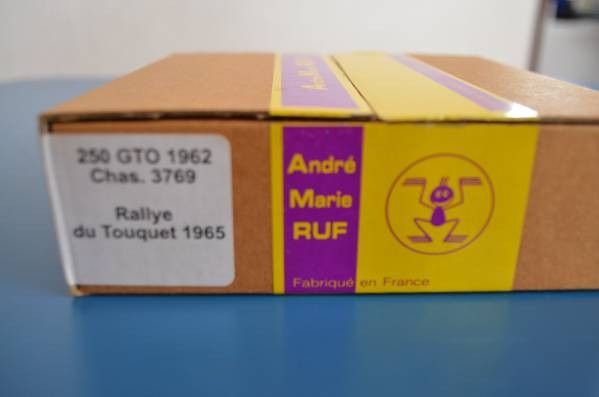 250 GTO 1962
Chas. 3769
Rallye
du Touquet 1965
André
Marie
RUF
Fabriqué en France